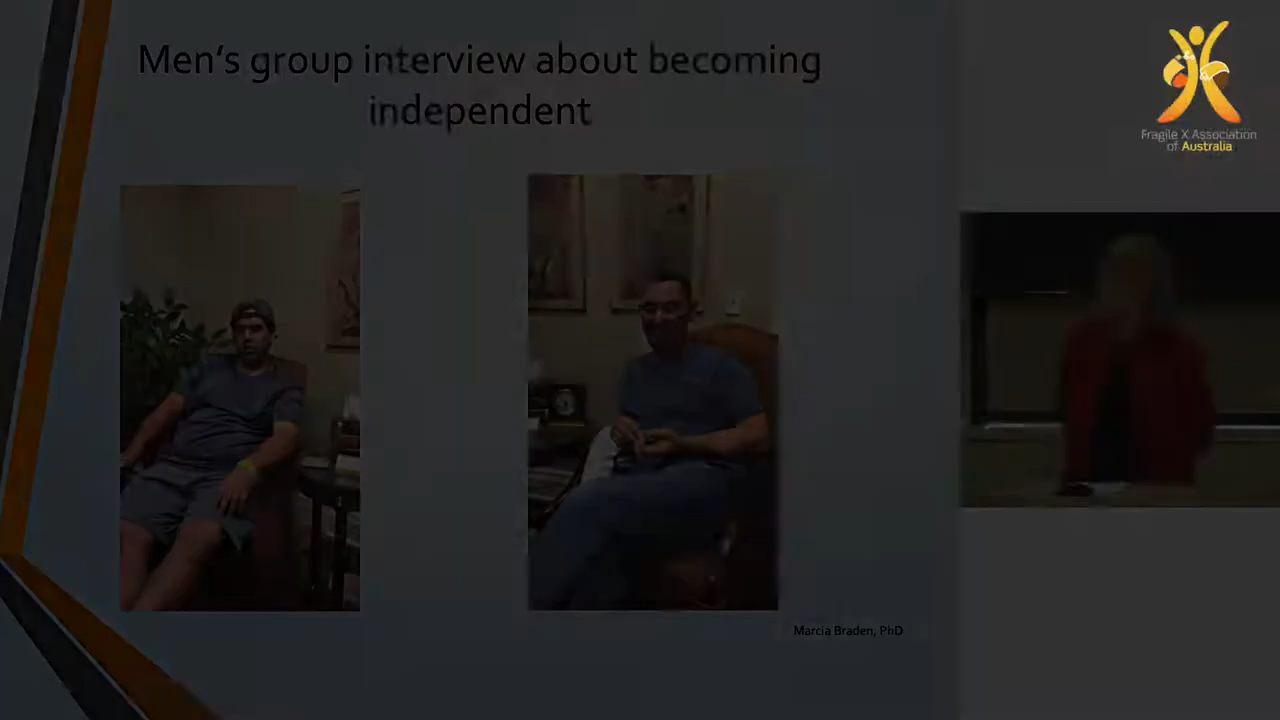 Men's group interview about becoming
independent
Fragile X Association
of Australia
Marcia Braden, PhD